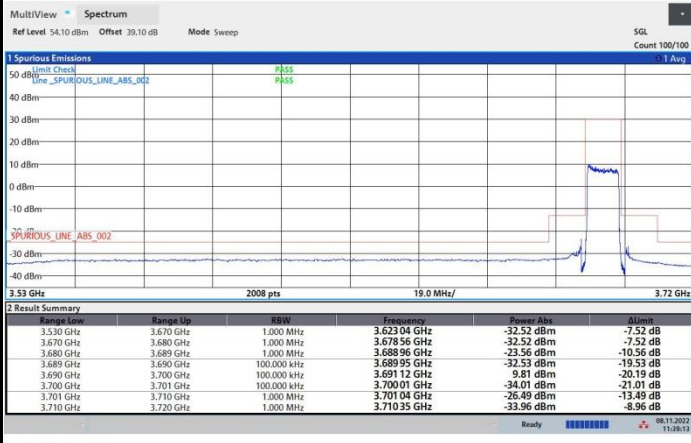 MultiView Spectrum
Ref Level 54.10 dBm Offset 39.10 dB Mode Sweep SGL
Count 100/100
1 Spurious Emissions 1 Avg
Limit Check PASS
50 dBm
Line _SPURIOUS_LINE_ABS_002 PASS
40 dBm
30 dBm
20 dBm
10 dBm
0 dBm
-10 dBm
SPURIOUS_LINE_ABS_002
-30 dBm
-40 dBm
3.53 GHz 2008 pts 19.0 MHz/ 3.72 GHz
2 Result Summary
Range Low Range Up RBW Frequency Power Abs ΔLimit
3.530 GHz 3.670 GHz 1.000 MHz 3.623 04 GHz -32.52 dBm -7.52 dB
3.670 GHz 3.680 GHz 1.000 MHz 3.678 56 GHz -32.52 dBm -7.52 dB
3.680 GHz 3.689 GHz 1.000 MHz 3.688 96 GHz -23.56 dBm -10.56 dB
3.689 GHz 3.690 GHz 100.000 kHz 3.689 95 GHz -32.53 dBm -19.53 dB
3.690 GHz 3.700 GHz 100.000 kHz 3.691 12 GHz 9.81 dBm -20.19 dB
3.700 GHz 3.701 GHz 100.000 kHz 3.700 01 GHz -34.01 dBm -21.01 dB
3.701 GHz 3.710 GHz 1.000 MHz 3.701 04 GHz -26.49 dBm -13.49 dB
3.710 GHz 3.720 GHz 1.000 MHz 3.710 35 GHz -33.96 dBm -8.96 dB
Ready 08.11.2022
11:39:13